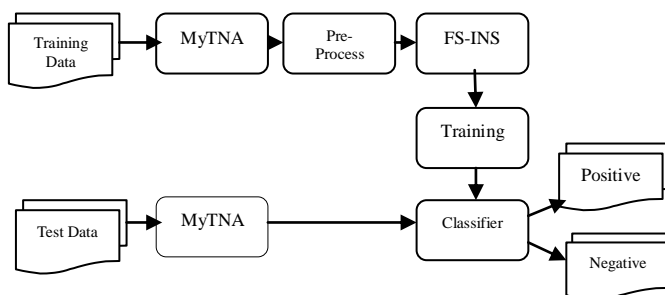 Training
Data
MyTNA
Pre-
Process
FS-INS
Training
Positive
Test Data
MyTNA
Classifier
Negative